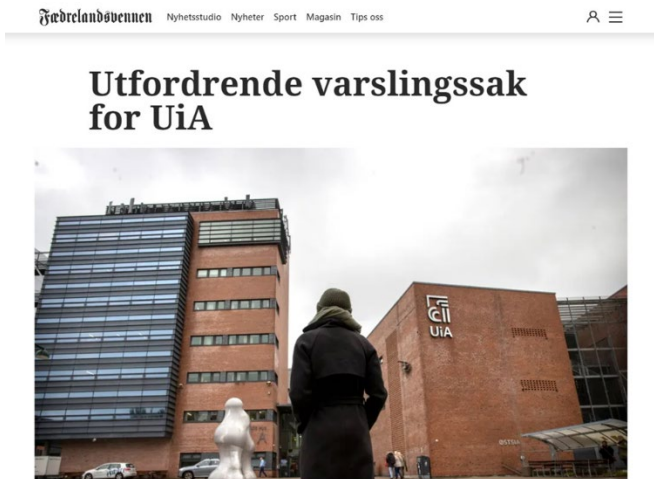 Fædrelandsvennen Nyhetsstudio Nyheter Sport Magasin Tips oss
Utfordrende varslingssak
for UiA
UiA